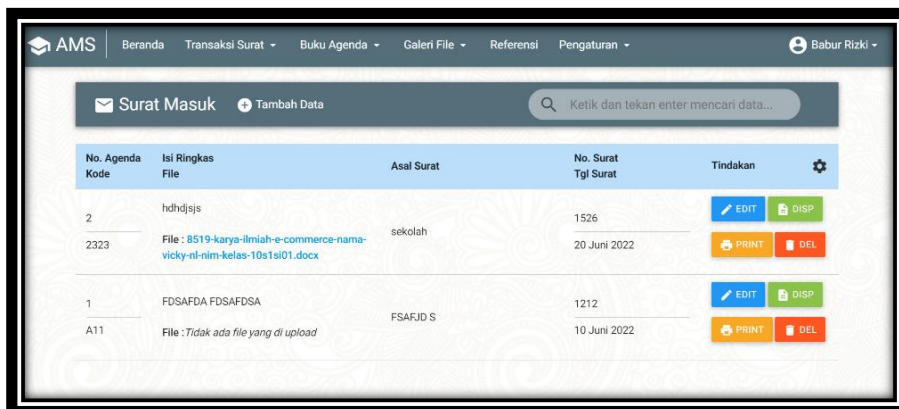 AMS Beranda Transaksi Surat Buku Agenda Galeri File Referensi Pengaturan Babur Rizki
Surat Masuk Tambah Data Ketik dan tekan enter mencari data...
No. Agenda Isi Ringkas Asal Surat No. Surat Tindakan
Kode File Tgl Surat
2 hdhdjsjs sekolah 1526 EDIT DISP
2323 File : 8519-karya-ilmiah-e-commerce-nama- 20 Juni 2022 PRINT DEL
vicky-nl-nim-kelas-10s1si01.docx
1 FDSAFDA FDSAFDSA FSAFJD S 1212 EDIT DISP
A11 File : Tidak ada file yang di upload 10 Juni 2022 PRINT DEL